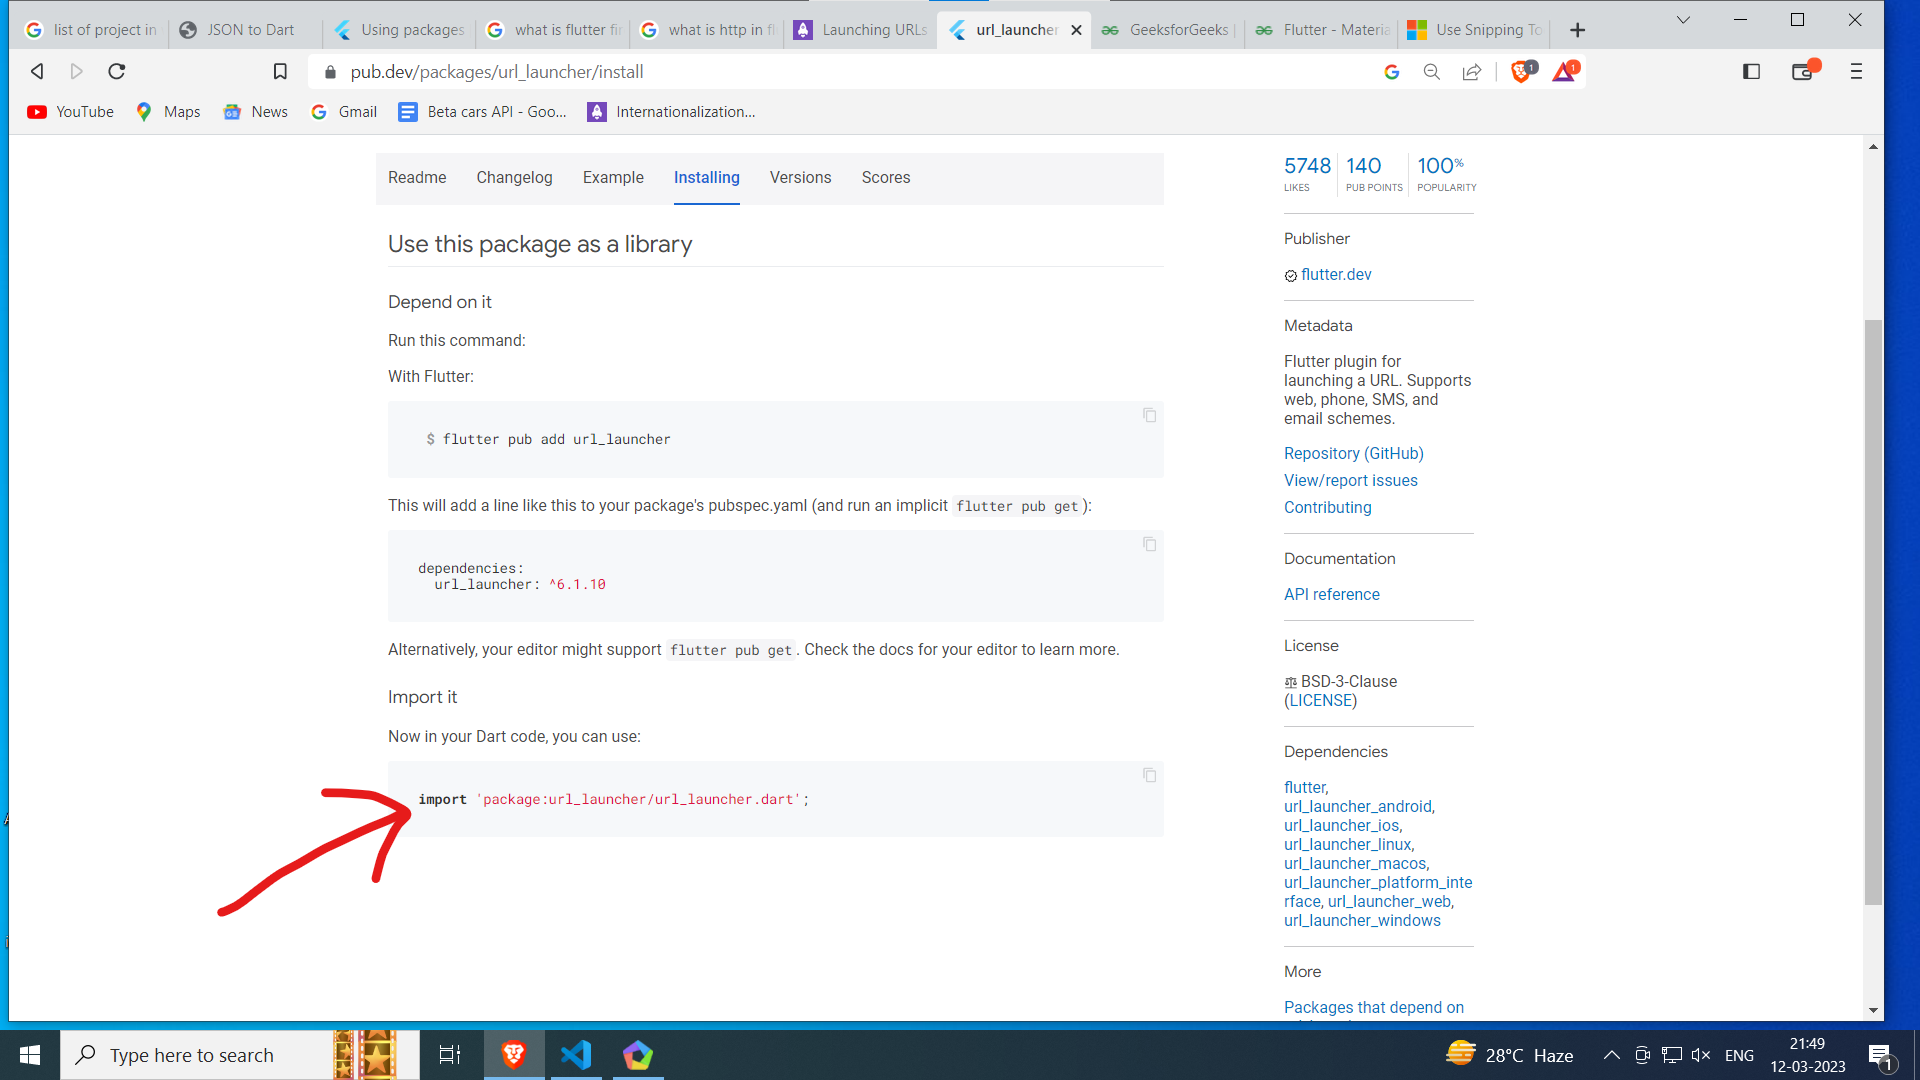 list of project in
JSON to Dart
Using packages
what is flutter fir
what is http in fl
Launching URLs
url_launcher
GeeksforGeeks |
Flutter - Materia
Use Snipping To
pub.dev/packages/url_launcher/install
1
1
YouTube
Maps
News
Gmail
Beta cars API - Goo...
Internationalization...
Readme
Changelog
Example
Installing
Versions
Scores
Use this package as a library
Depend on it
Run this command:
With Flutter:
$ flutter pub add url_launcher
This will add a line like this to your package's pubspec.yaml (and run an implicit flutter pub get ):
dependencies:
url_launcher: ^6.1.10
Alternatively, your editor might support flutter pub get . Check the docs for your editor to learn more.
Import it
Now in your Dart code, you can use:
import 'package:url_launcher/url_launcher.dart';
5748 140 100%
LIKES PUB POINTS POPULARITY
Publisher
flutter.dev
Metadata
Flutter plugin for
launching a URL. Supports
web, phone, SMS, and
email schemes.
Repository (GitHub)
View/report issues
Contributing
Documentation
API reference
License
BSD-3-Clause
(LICENSE)
Dependencies
flutter,
url_launcher_android,
url_launcher_ios,
url_launcher_linux,
url_launcher_macos,
url_launcher_platform_inte
rface, url_launcher_web,
url_launcher_windows
More
Packages that depend on
Type here to search
28°C Haze
ENG
21:49
12-03-2023
1